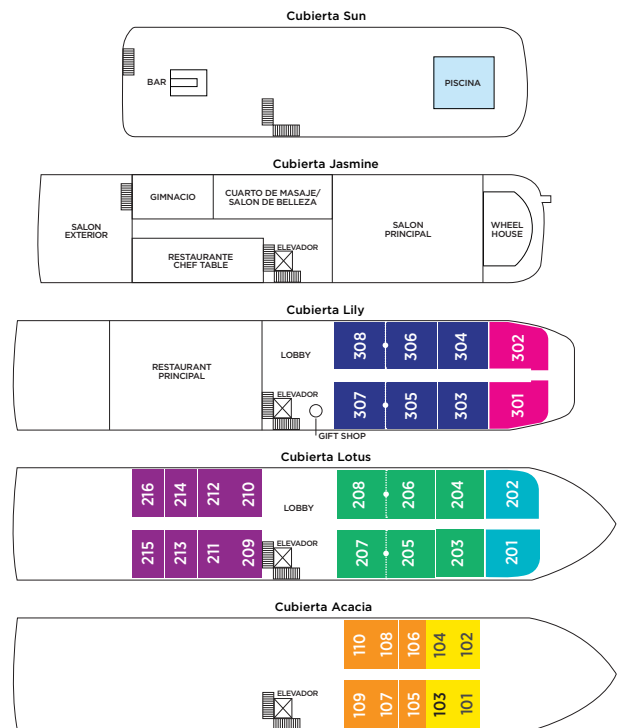 Cubierta Sun
BAR
PISCINA
Cubierta Jasmine
GIMNACIO
CUARTO DE MASAJE/
SALON DE BELLEZA
SALON
EXTERIOR
SALON
PRINCIPAL
WHEEL
HOUSE
ELEVADOR
RESTAURANTE
CHEF TABLE
Cubierta Lily
308
306
304
302
LOBBY
RESTAURANT
PRINCIPAL
ELEVADOR
307
305
303
301
GIFT SHOP
Cubierta Lotus
216
214
212
210
LOBBY
208
206
204
202
215
213
211
209
ELEVADOR
207
205
203
201
Cubierta Acacia
110
108
106
104
102
ELEVADOR
109
107
105
103
101